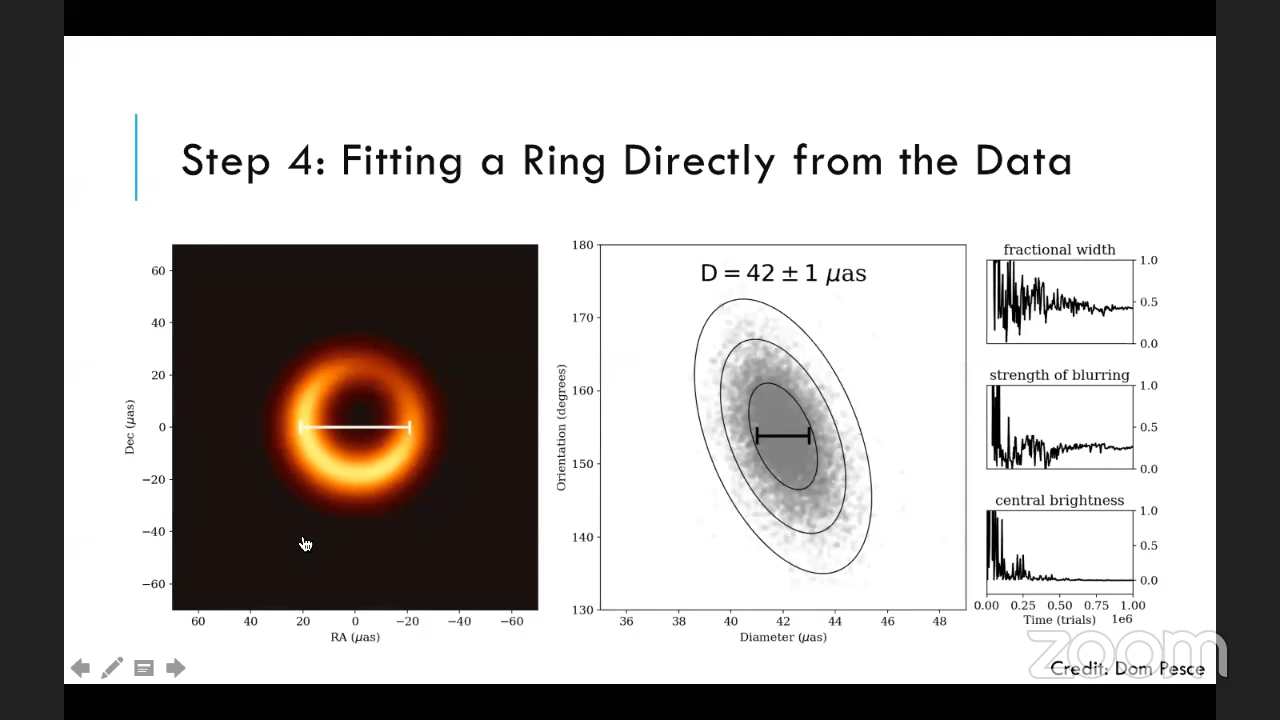 Step 4: Fitting a Ring Directly from the Data
60
40
20
0
−20
−40
−60
Dec (μas)
60
40
20
0
−20
−40
−60
RA (μas)
D = 42 ± 1 μas
180
170
160
150
140
130
Orientation (degrees)
36
38
40
42
44
46
48
Diameter (μas)
fractional width
1.0
0.5
0.0
strength of blurring
1.0
0.5
0.0
central brightness
1.0
0.5
0.0
0.00 0.25 0.50 0.75 1.00
Time (trials) 1e6
zoom
Credit: Dom Pesce